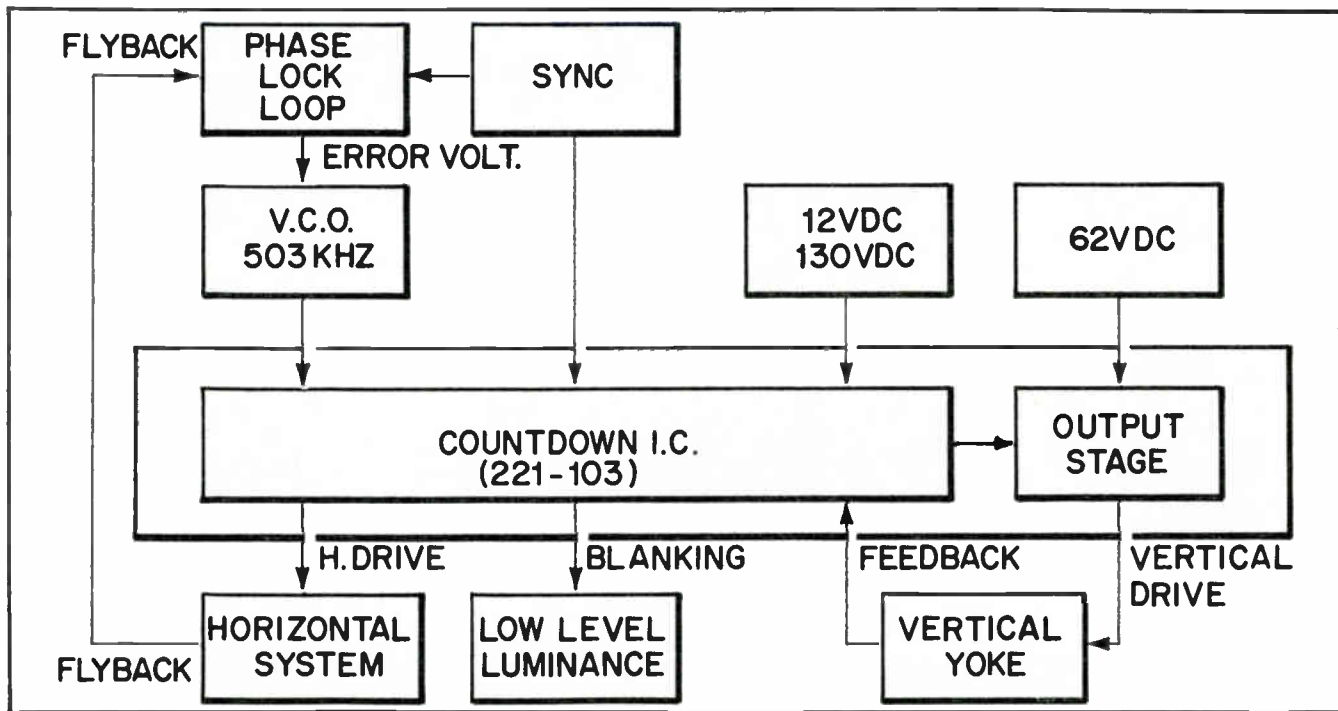 FLYBACK
PHASE
LOCK
LOOP
SYNC
ERROR VOLT.
V.C.O.
503KHZ
12VDC
130VDC
62VDC
COUNTDOWN I.C.
(221-103)
OUTPUT
STAGE
H. DRIVE
BLANKING
FEEDBACK
VERTICAL
DRIVE
HORIZONTAL
SYSTEM
FLYBACK
LOW LEVEL
LUMINANCE
VERTICAL
YOKE